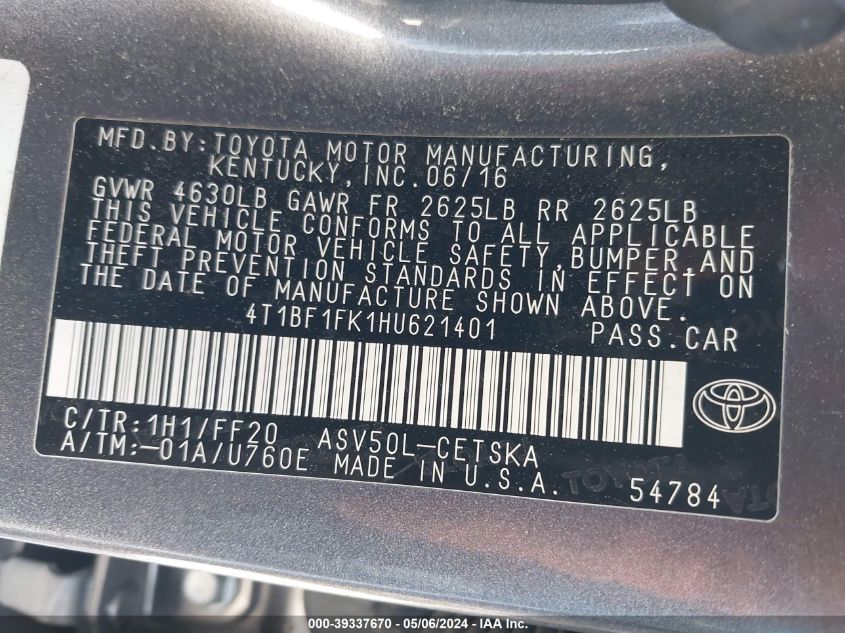 MFD.BY:TOYOTA MOTOR MANUFACTURING,
KENTUCKY,INC.06/16
GVWR 4630LB GAWR FR 2625LB RR 2625LB
THIS VEHICLE CONFORMS TO ALL APPLICABLE
FEDERAL MOTOR VEHICLE SAFETY,BUMPER,AND
THEFT PREVENTION STANDARDS IN EFFECT ON
THE DATE OF MANUFACTURE SHOWN ABOVE.
4T1BF1FK1HU621401 PASS.CAR
C/TR:1H1/FF20 ASV50L-CETSKA
A/TM:-01A/U760E MADE IN U.S.A. 54784
000-39337670 - 05/06/2024 - IAAI, Inc.